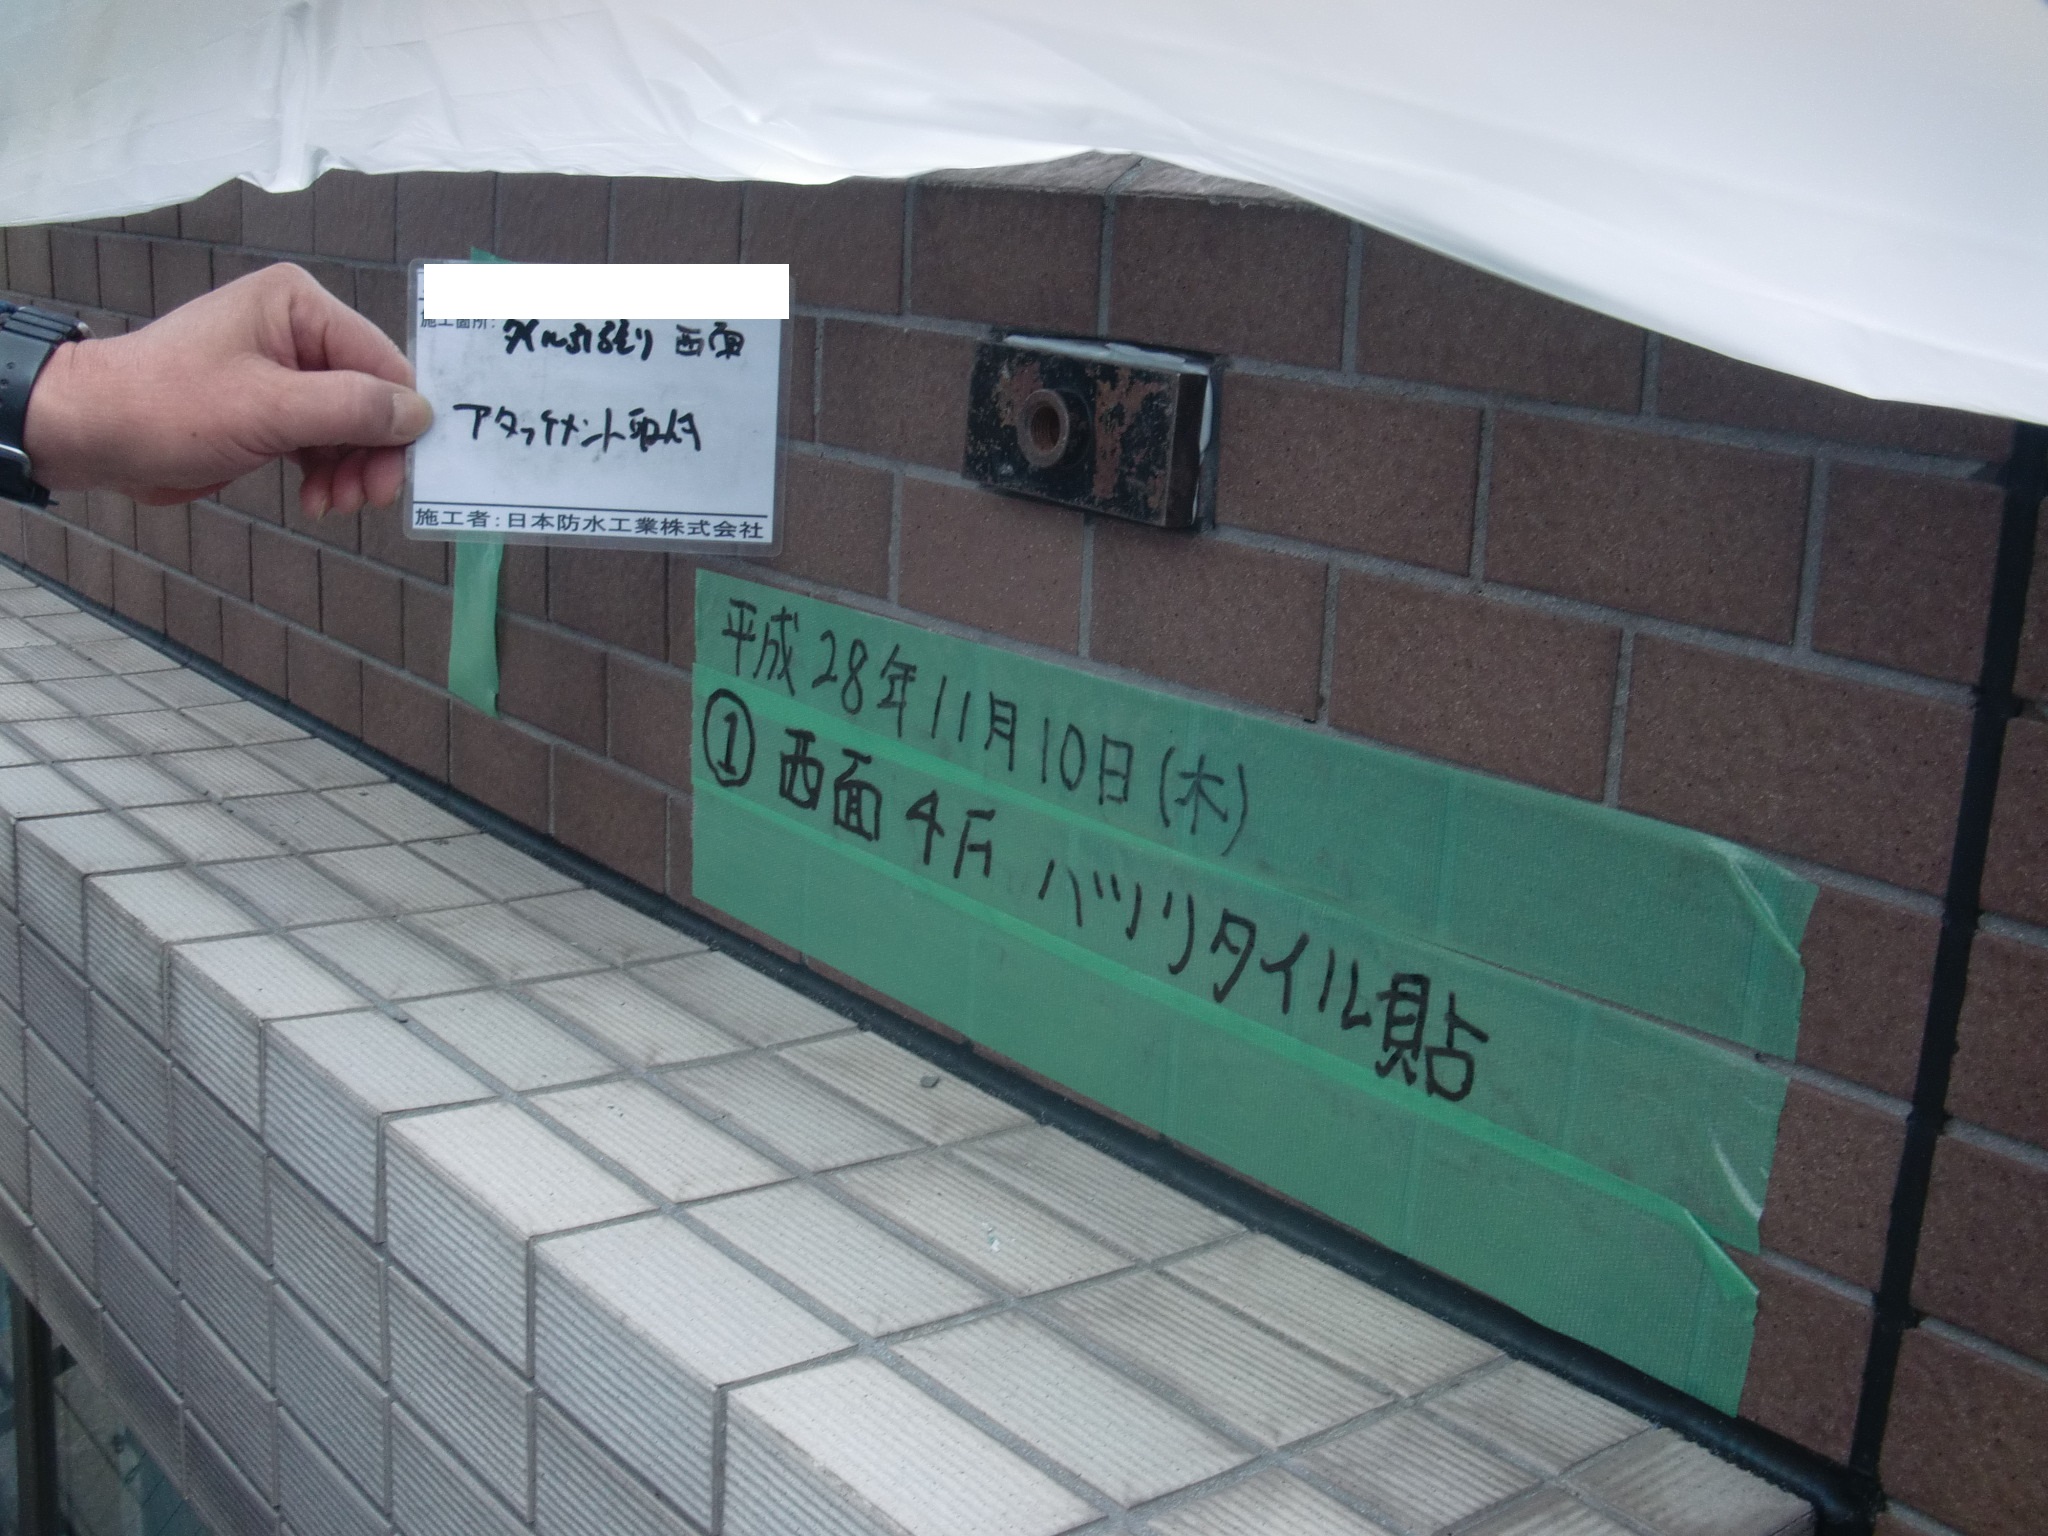 施工箇所:
西面
アタッチメント取付
施工者:日本防水工業株式会社
平成28年11月10日(木)
① 西面 4F ハツリタイル貼